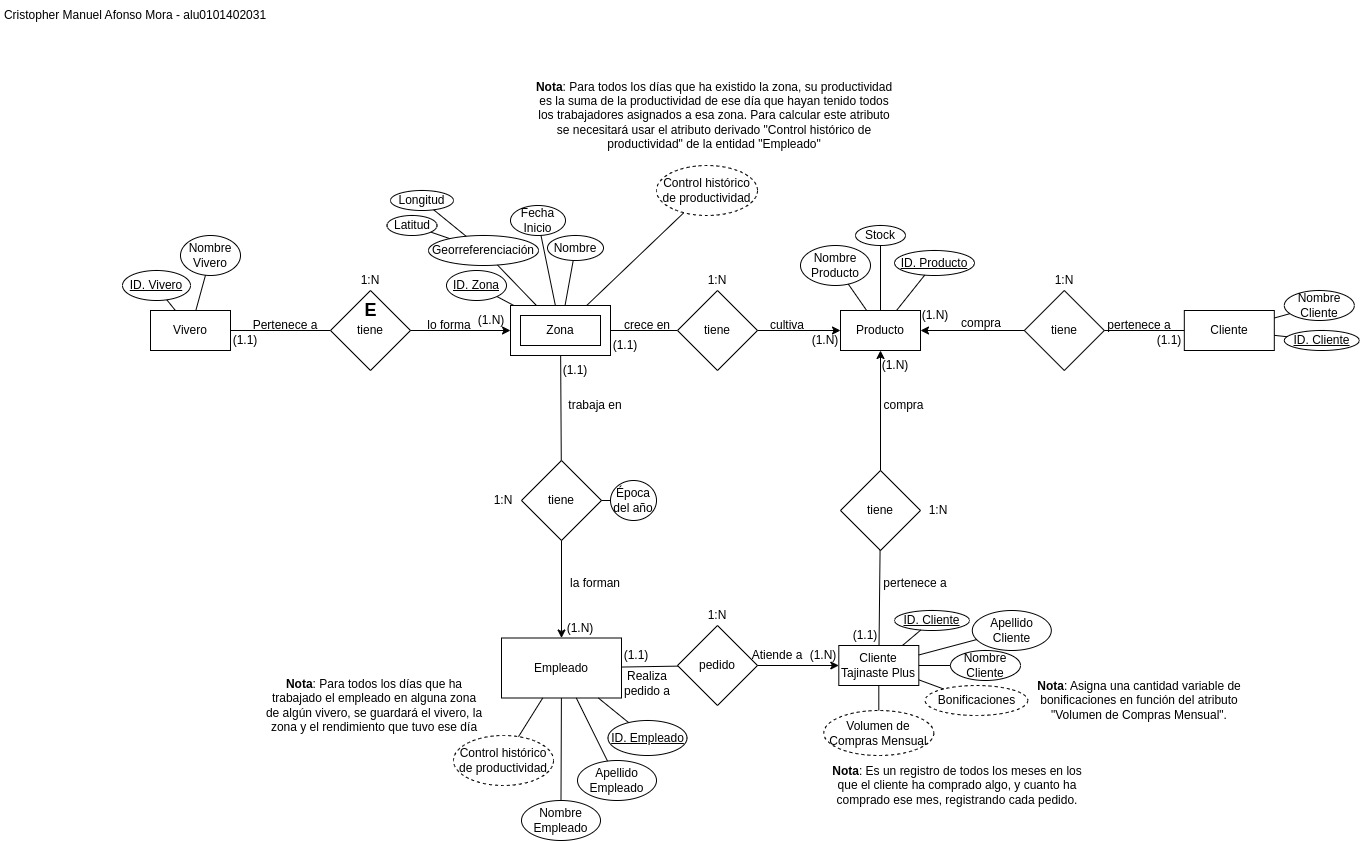 Cristopher Manuel Afonso Mora - alu0101402031
Nota: Para todos los días que ha existido la zona, su productividad
es la suma de la productividad de ese día que hayan tenido todos
los trabajadores asignados a esa zona. Para calcular este atributo
se necesitará usar el atributo derivado "Control histórico de
productividad" de la entidad "Empleado"
Control histórico
de productividad
Longitud
Latitud
Georreferenciación
Fecha
Inicio
Nombre
ID. Zona
Nombre
Vivero
ID. Vivero
Vivero
Pertenece a
(1.1)
1:N
E
tiene
lo forma
(1.N)
Zona
crece en
(1.1)
1:N
tiene
cultiva
(1.N)
Stock
Nombre
Producto
ID. Producto
Producto
(1.N)
compra
1:N
tiene
pertenece a
(1.1)
Cliente
Nombre
Cliente
ID. Cliente
(1.1)
trabaja en
1:N
tiene
Época
del año
la forman
(1.N)
(1.N)
compra
tiene
1:N
pertenece a
(1.1)
Empleado
(1.1)
Realiza
pedido a
1:N
pedido
Atiende a
(1.N)
Cliente
Tajinaste Plus
ID. Cliente
Apellido
Cliente
Nombre
Cliente
Bonificaciones
Nota: Asigna una cantidad variable de
bonificaciones en función del atributo
"Volumen de Compras Mensual".
Volumen de
Compras Mensual
Nota: Es un registro de todos los meses en los
que el cliente ha comprado algo, y cuanto ha
comprado ese mes, registrando cada pedido.
Nota: Para todos los días que ha
trabajado el empleado en alguna zona
de algún vivero, se guardará el vivero, la
zona y el rendimiento que tuvo ese día
Control histórico
de productividad
ID. Empleado
Apellido
Empleado
Nombre
Empleado